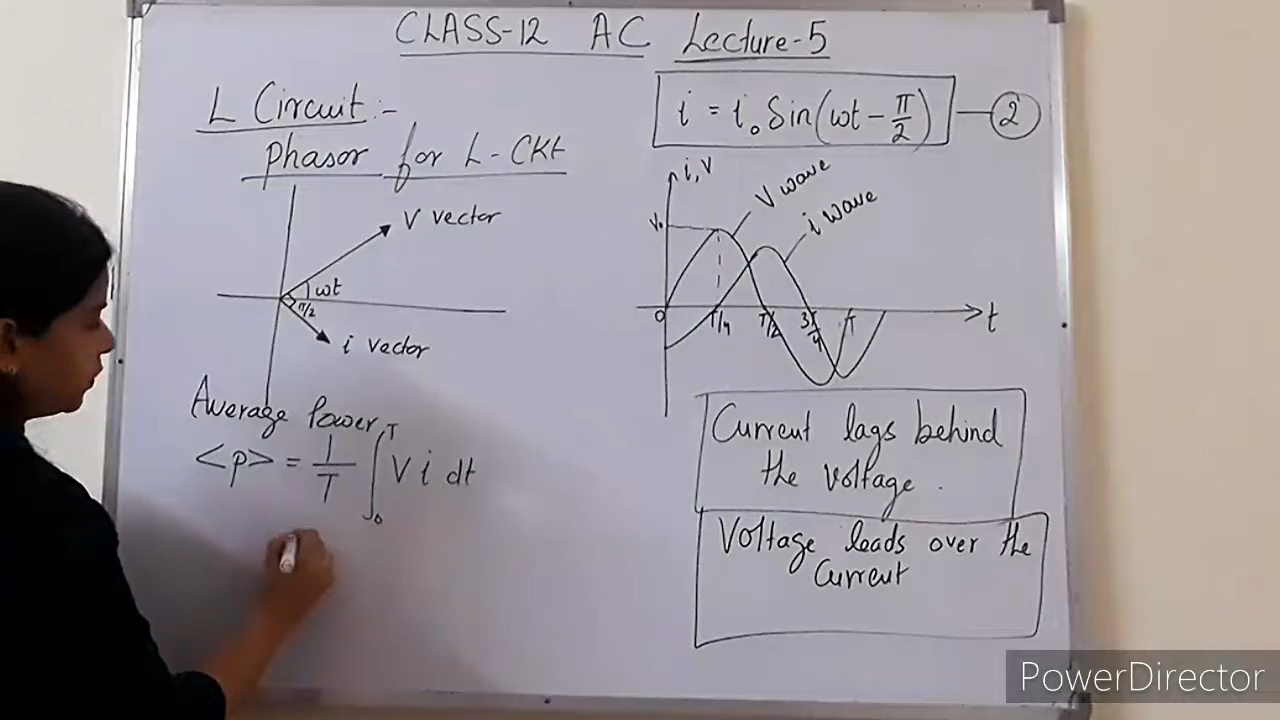 CLASS-12 AC Lecture-5
L Circuit :-
phasor for L-CKt
V vector
ωt
π/2
i vector
Average Power
<p> = 1/T ∫₀ᵀ V i dt
i = i₀ Sin(ωt - π/2) — 2
i, V
V wave
i wave
V₀
O T/4 T/2 3T/4 T t
Current lags behind
the voltage .
Voltage leads over the
Current
PowerDirector